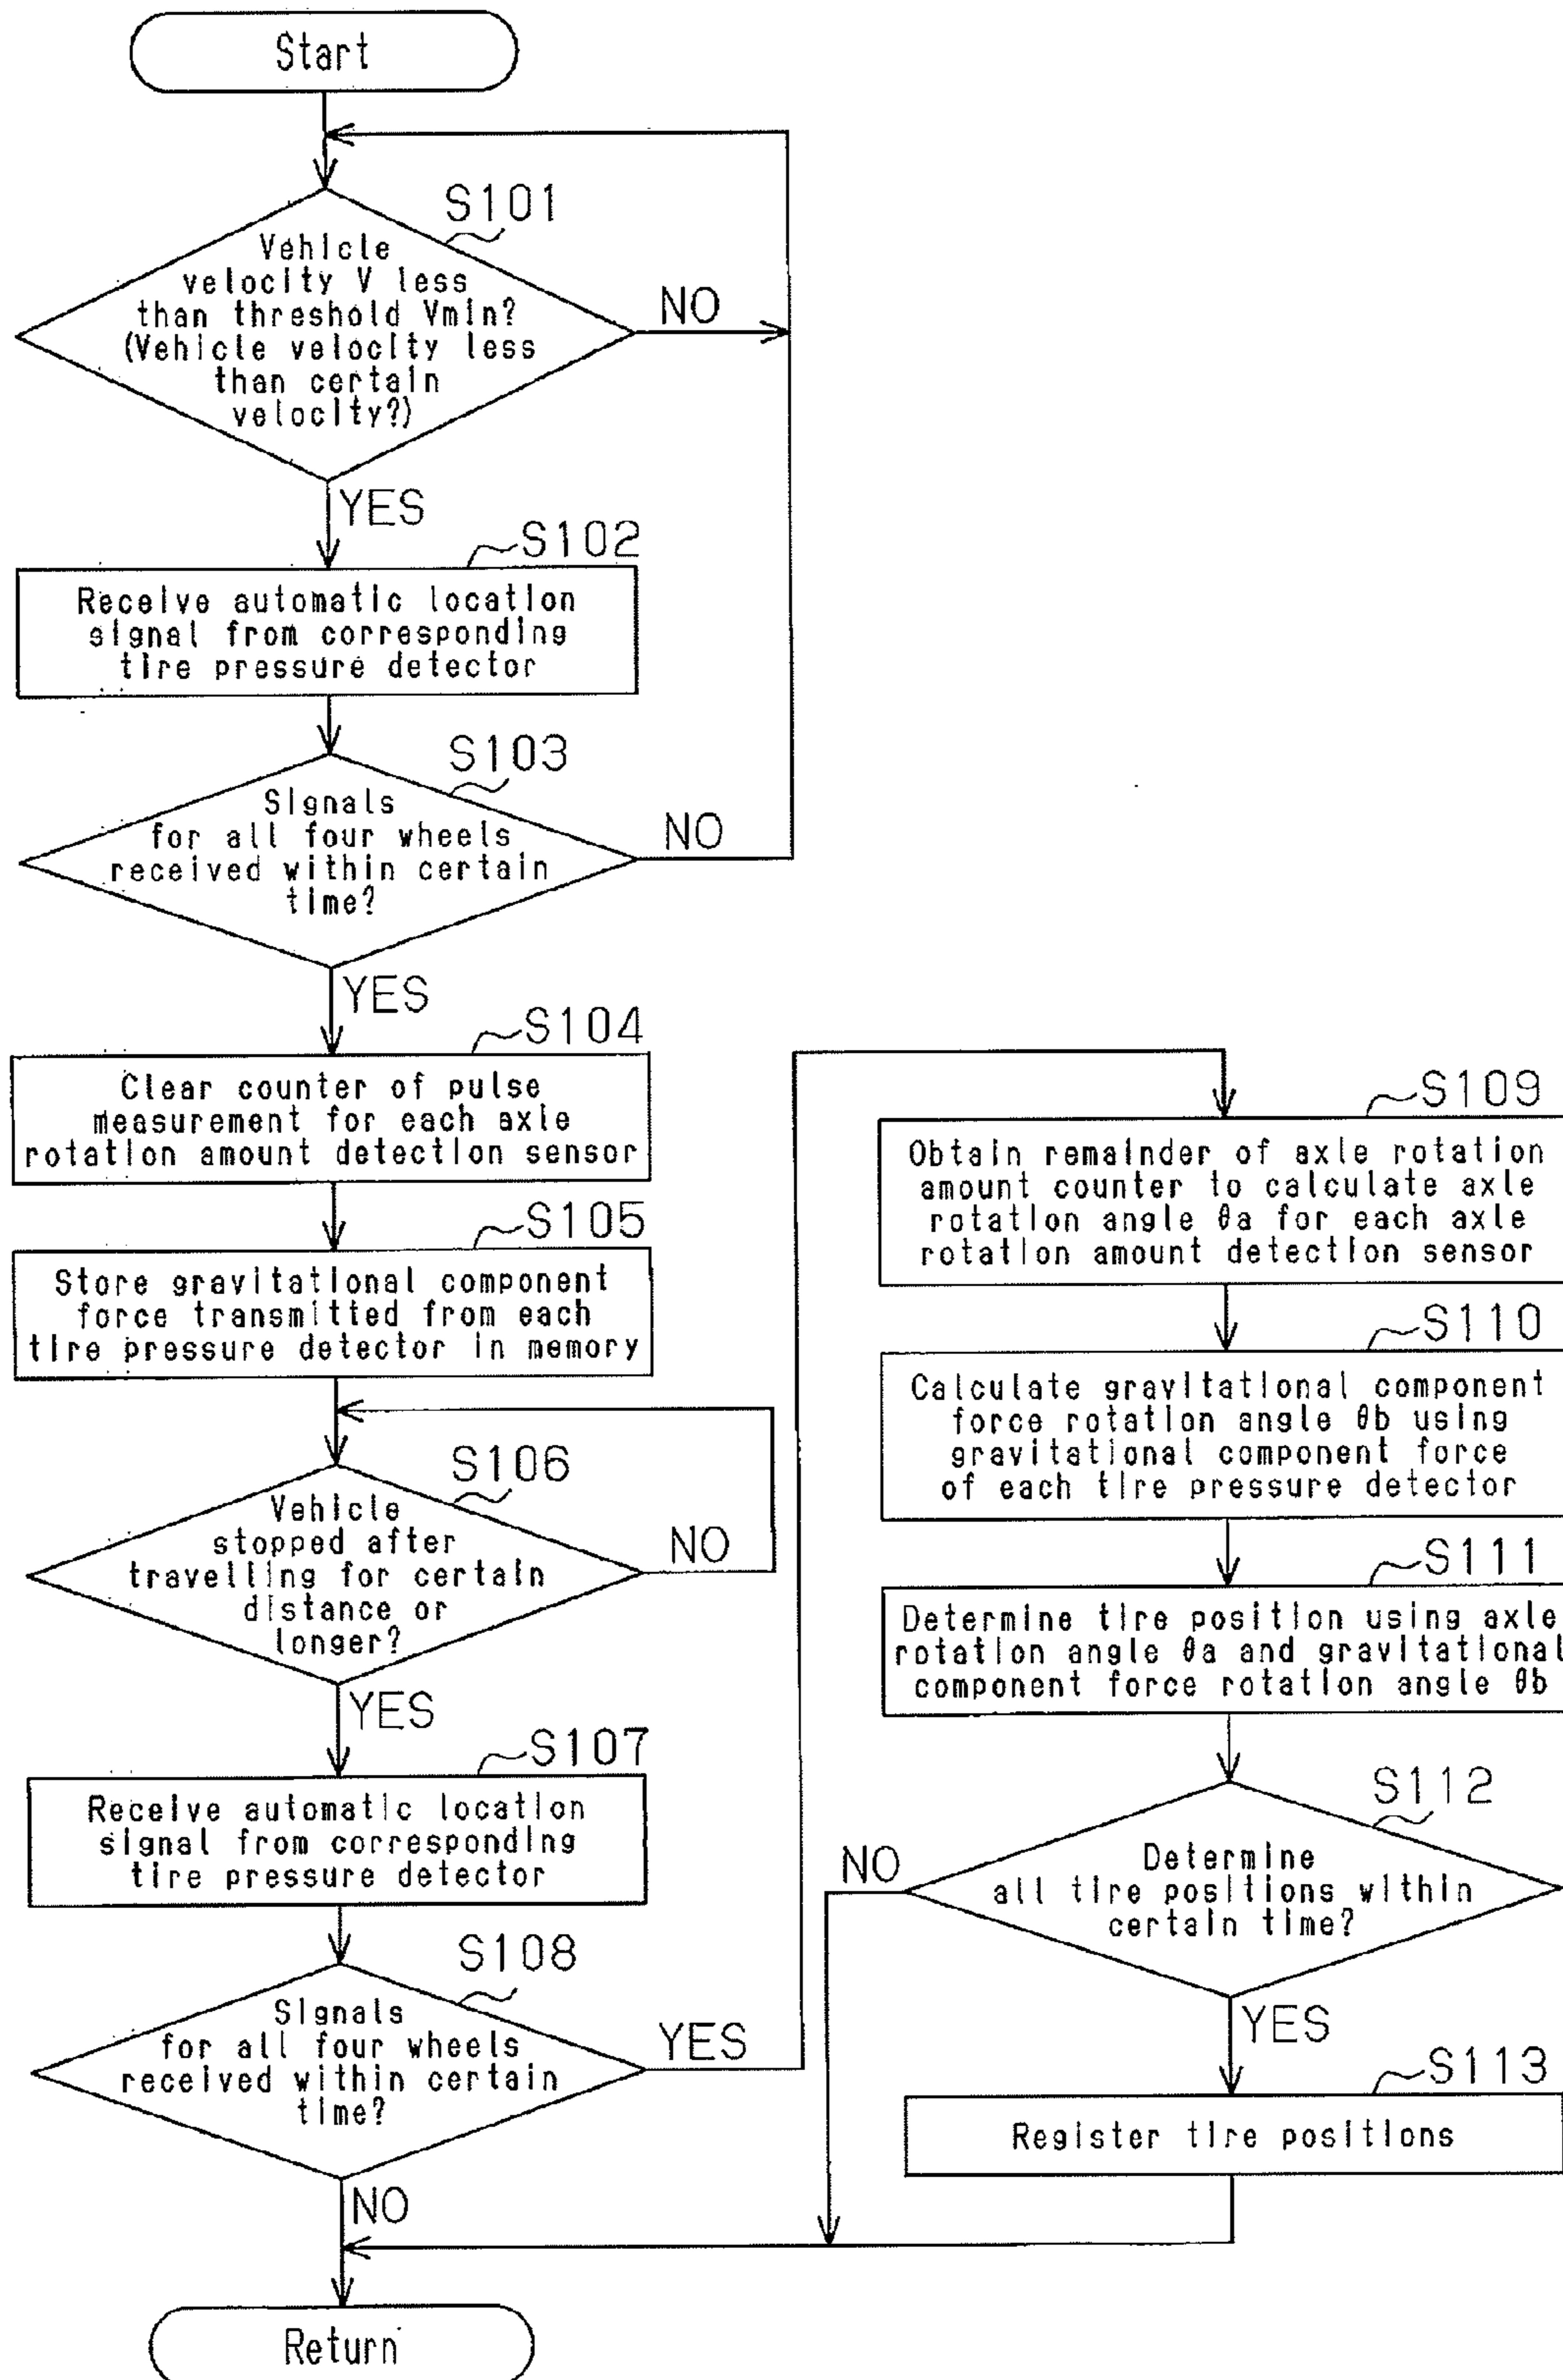 Start
S101
Vehicle
velocity V less
than threshold Vmin?
(Vehicle velocity less
than certain
velocity?)
NO
YES
S102
Receive automatic location
signal from corresponding
tire pressure detector
S103
Signals
for all four wheels
received within certain
time?
NO
YES
S104
Clear counter of pulse
measurement for each axle
rotation amount detection sensor
S105
Store gravitational component
force transmitted from each
tire pressure detector in memory
S106
Vehicle
stopped after
travelling for certain
distance or
longer?
NO
YES
S107
Receive automatic location
signal from corresponding
tire pressure detector
S108
Signals
for all four wheels
received within certain
time?
YES
NO
Return
S109
Obtain remainder of axle rotation
amount counter to calculate axle
rotation angle θa for each axle
rotation amount detection sensor
S110
Calculate gravitational component
force rotation angle θb using
gravitational component force
of each tire pressure detector
S111
Determine tire position using axle
rotation angle θa and gravitational
component force rotation angle θb
S112
Determine
all tire positions within
certain time?
NO
YES
S113
Register tire positions